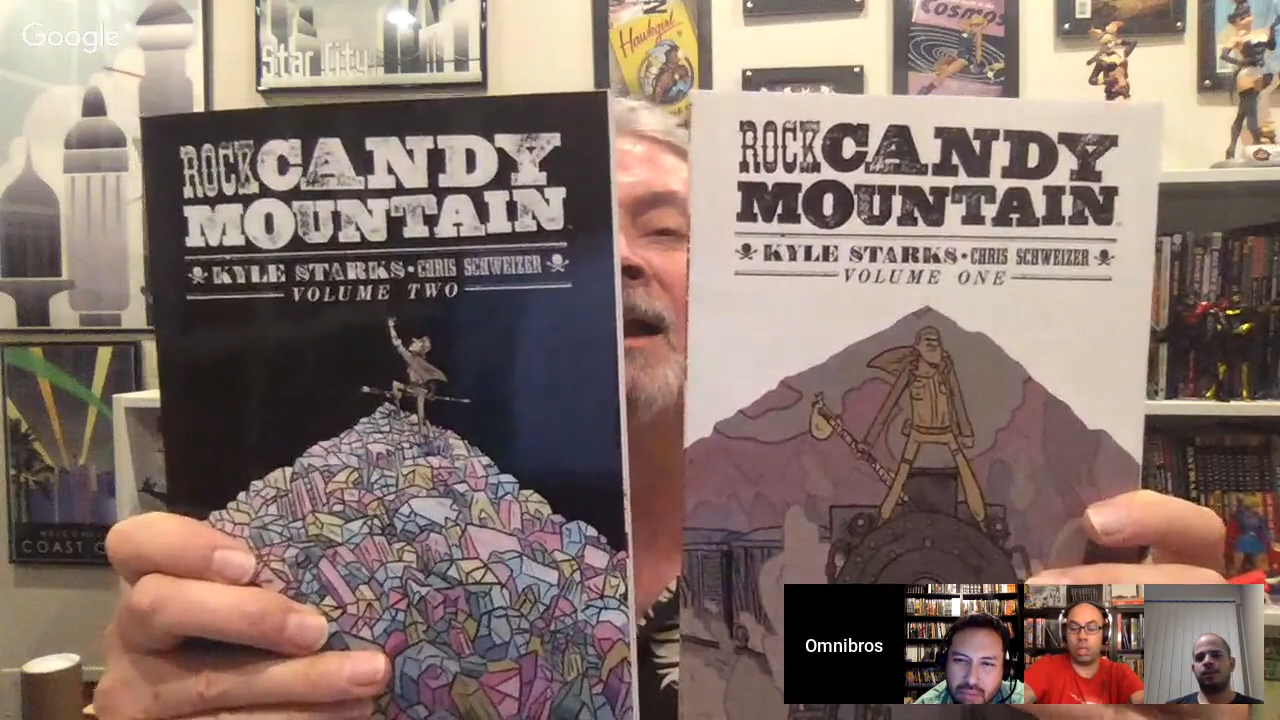 Google
Star City
Hawkgirl
Cosmos
ROCK CANDY
MOUNTAIN
KYLE STARKS • CHRIS SCHWEIZER
VOLUME TWO
ROCK CANDY
MOUNTAIN
KYLE STARKS • CHRIS SCHWEIZER
VOLUME ONE
COAST
Omnibros